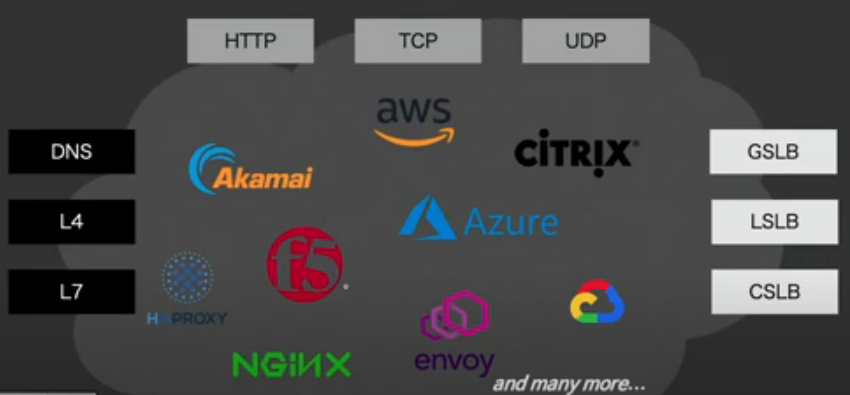 HTTP TCP UDP
aws
DNS Akamai CiTRIX® GSLB
L4 Azure LSLB
f5
L7 HAPROXY CSLB
NGiNX envoy
and many more...